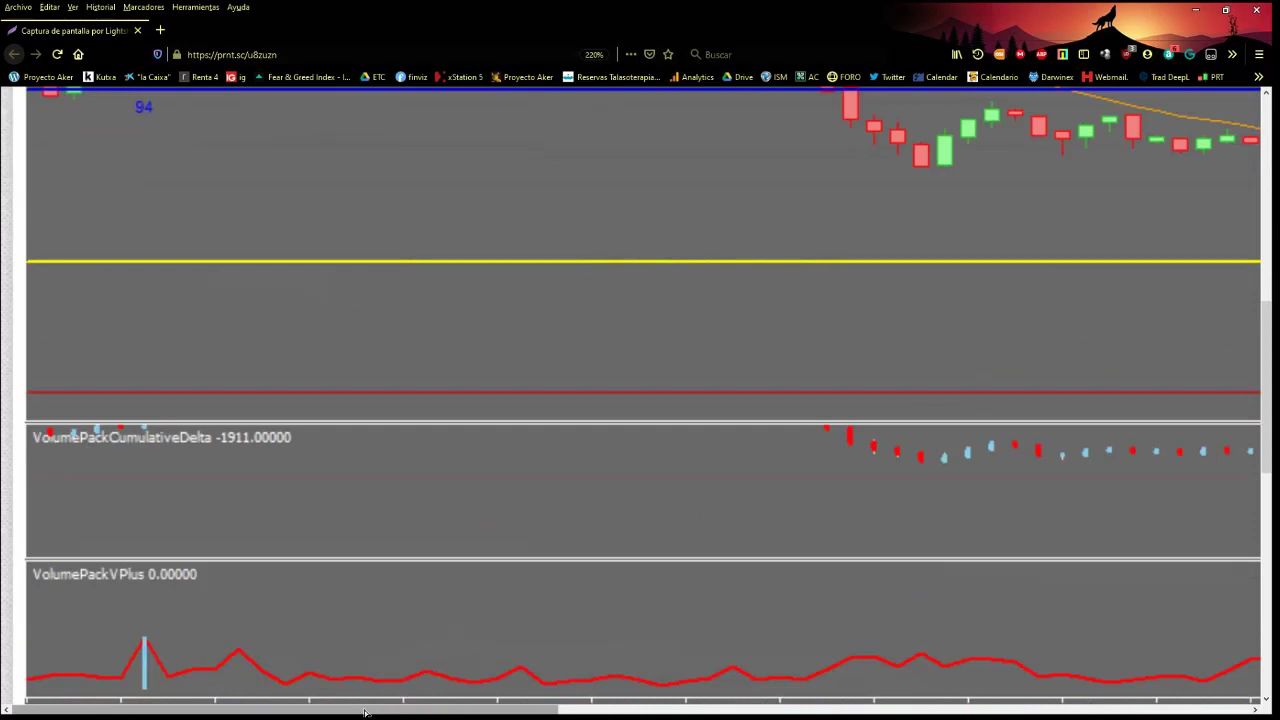 Archivo Editar Ver Historial Marcadores Herramientas Ayuda
Captura de pantalla por Lights
https://prnt.sc/u8zuzn 220% Buscar
Proyecto Aker Kutxa "la Caixa" Renta 4 ig Fear & Greed Index - I... ETC finviz xStation 5 Proyecto Aker Reservas Talasoterapia... Analytics Drive ISM AC FORO Twitter Calendar Calendario Darwinex Webmail. Trad DeepL PRT
94
VolumePackCumulativeDelta -1911.00000
VolumePackVPlus 0.00000